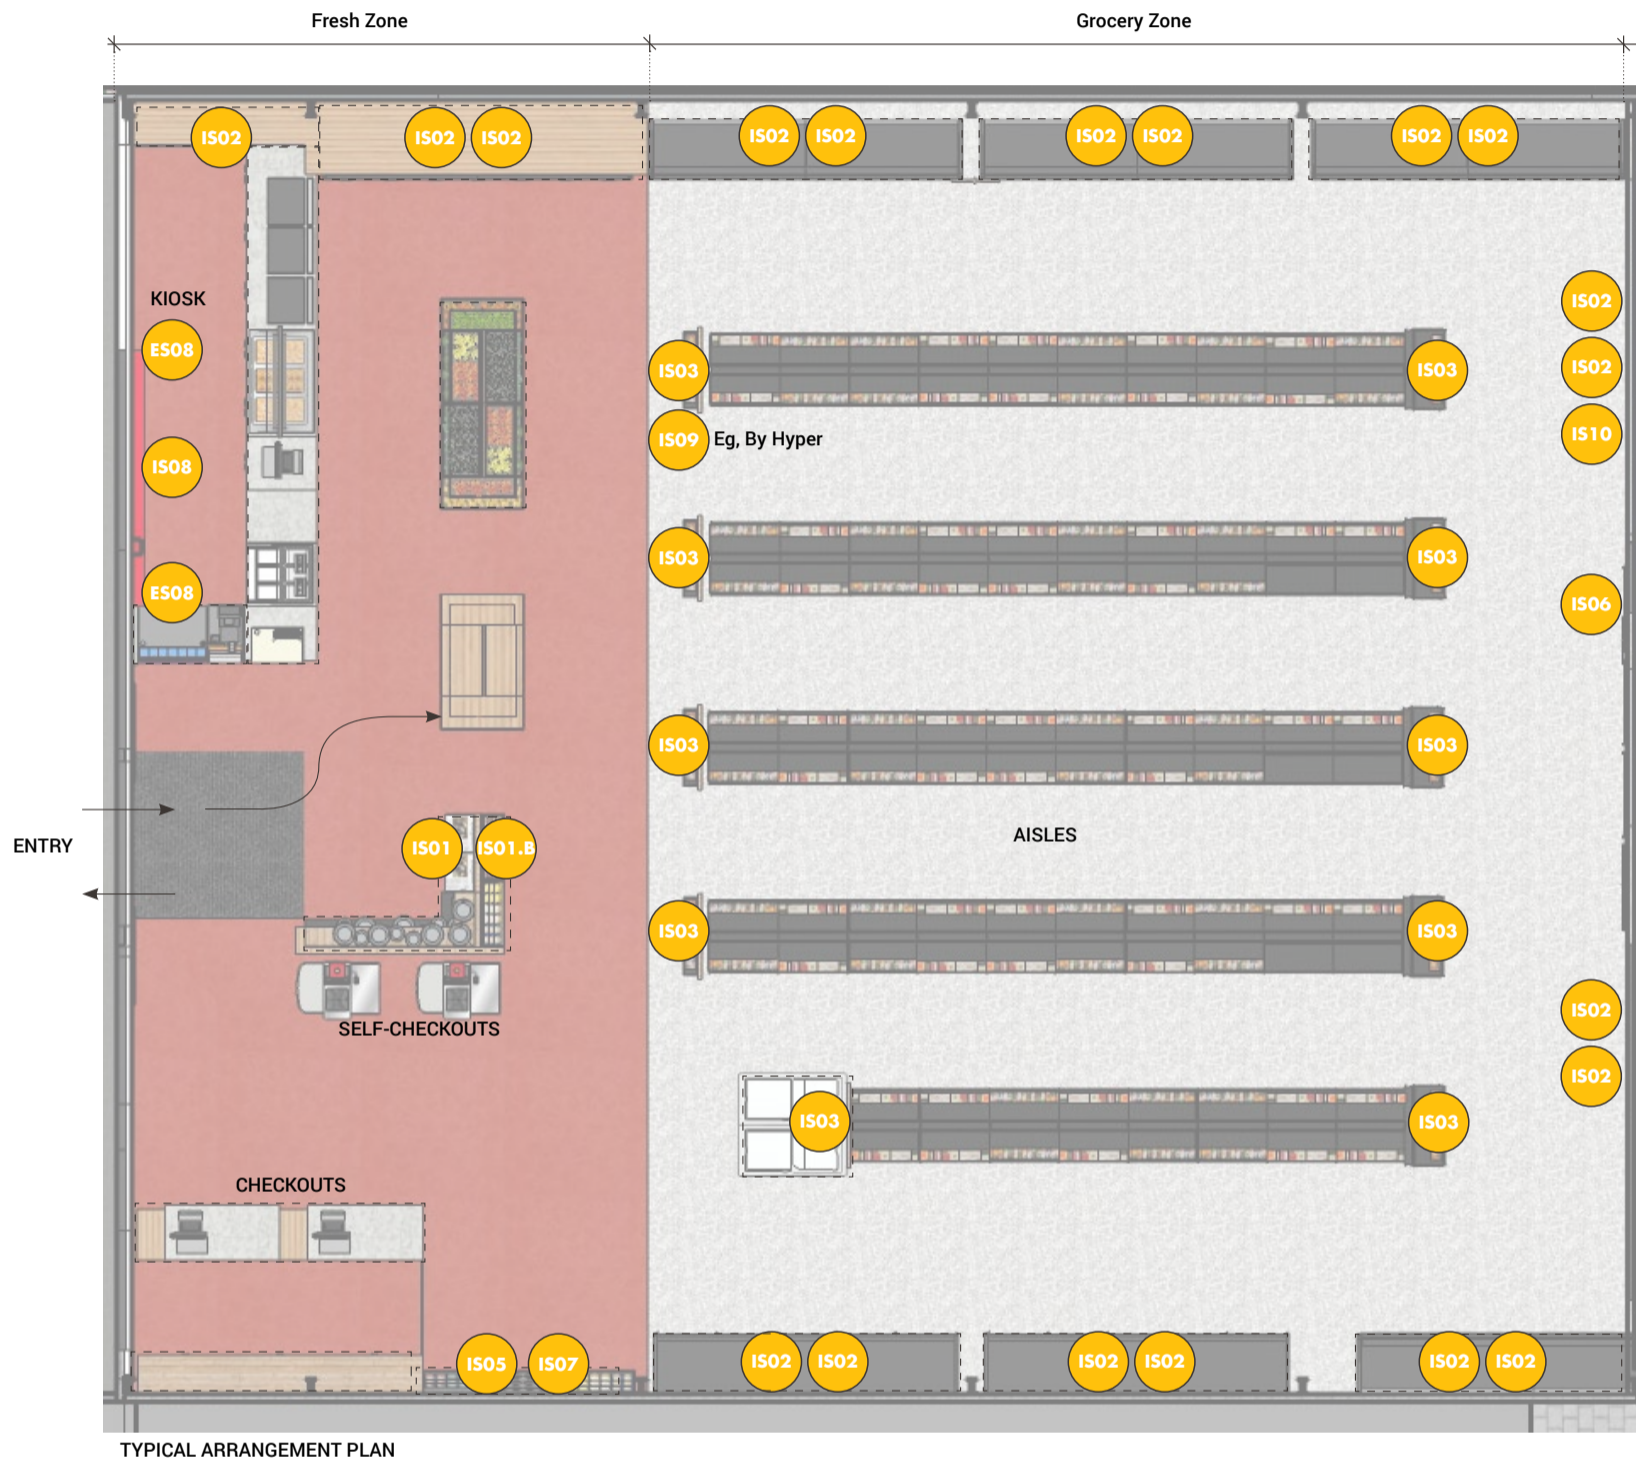 Fresh Zone
Grocery Zone
IS02
IS02 IS02
IS02 IS02
IS02 IS02
IS02 IS02
KIOSK
IS02
ES08
IS03
IS03
IS02
IS09 Eg, By Hyper
IS10
IS08
IS03
IS03
ES08
IS06
IS03
IS03
AISLES
ENTRY
IS01
IS01.B
IS03
IS03
IS02
SELF-CHECKOUTS
IS02
IS03
IS03
CHECKOUTS
IS05
IS07
IS02 IS02
IS02 IS02
IS02 IS02
TYPICAL ARRANGEMENT PLAN